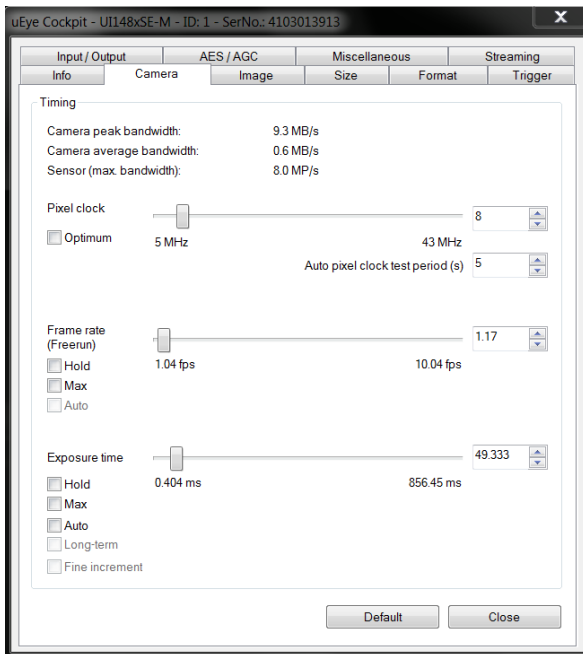 uEye Cockpit - UI148xSE-M - ID: 1 - SerNo.: 4103013913
x
Input / Output AES / AGC Miscellaneous Streaming
Info Camera Image Size Format Trigger
Timing
Camera peak bandwidth: 9.3 MB/s
Camera average bandwidth: 0.6 MB/s
Sensor (max. bandwidth): 8.0 MP/s
Pixel clock 8
Optimum 5 MHz 43 MHz
Auto pixel clock test period (s) 5
Frame rate 1.17
(Freerun)
Hold 1.04 fps 10.04 fps
Max
Auto
Exposure time 49.333
Hold 0.404 ms 856.45 ms
Max
Auto
Long-term
Fine increment
Default Close